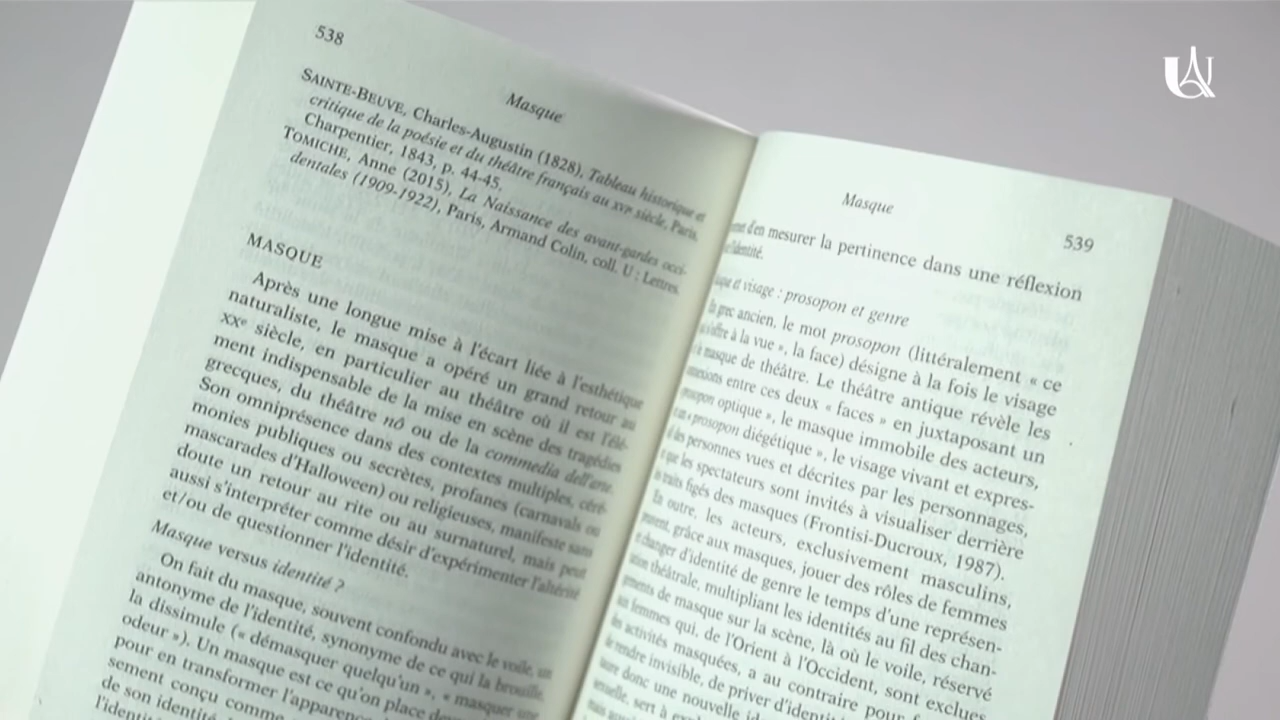 538
Masque
SAINTE-BEUVE, Charles-Augustin (1828), Tableau historique et
critique de la poésie et du théâtre français au XVIe siècle, Paris,
Charpentier, 1843, p. 44-45.
TOMICHE, Anne (2015), La Naissance des avant-gardes occi-
dentales (1909-1922), Paris, Armand Colin, coll. U : Lettres.
MASQUE
Après une longue mise à l'écart liée à l'esthétique
naturaliste, le masque a opéré un grand retour au
XXe siècle, en particulier au théâtre où il est l'élé-
ment indispensable de la mise en scène des tragédies
grecques, du théâtre nô ou de la commedia dell'arte.
Son omniprésence dans des contextes multiples, céré-
monies publiques ou secrètes, profanes (carnavals ou
mascarades d'Halloween) ou religieuses, manifeste sans
doute un retour au rite ou au surnaturel, mais peut
aussi s'interpréter comme désir d'expérimenter l'altérité
et/ou de questionner l'identité.
Masque versus identité ?
On fait du masque, souvent confondu avec le voile, un
antonyme de l'identité, synonyme de ce qui la brouille,
la dissimule (« démasquer quelqu'un », « masquer une
odeur »). Un masque est ce qu'on place
pour en transformer l'apparence
sement conçu comme
de son identité
Masque
539
d'en mesurer la pertinence dans une réflexion
l'identité.
et visage : prosopon et genre
grec ancien, le mot prosopon (littéralement « ce
à la vue », la face) désigne à la fois le visage
masque de théâtre. Le théâtre antique révèle les
entre ces deux « faces » en juxtaposant un
optique », le masque immobile des acteurs,
prosopon diégétique », le visage vivant et expres-
des personnes vues et décrites par les personnages,
que les spectateurs sont invités à visualiser derrière
traits figés des masques (Frontisi-Ducroux, 1987).
En outre, les acteurs, exclusivement masculins,
grâce aux masques, jouer des rôles de femmes
changer d'identité de genre le temps d'une représen-
théâtrale, multipliant les identités au fil des chan-
de masque sur la scène, là où le voile, réservé
femmes qui, de l'Orient à l'Occident, sont exclues
des activités masquées, a au contraire pour
rendre invisible, de priver d'identité
donc une nouvelle
sert à